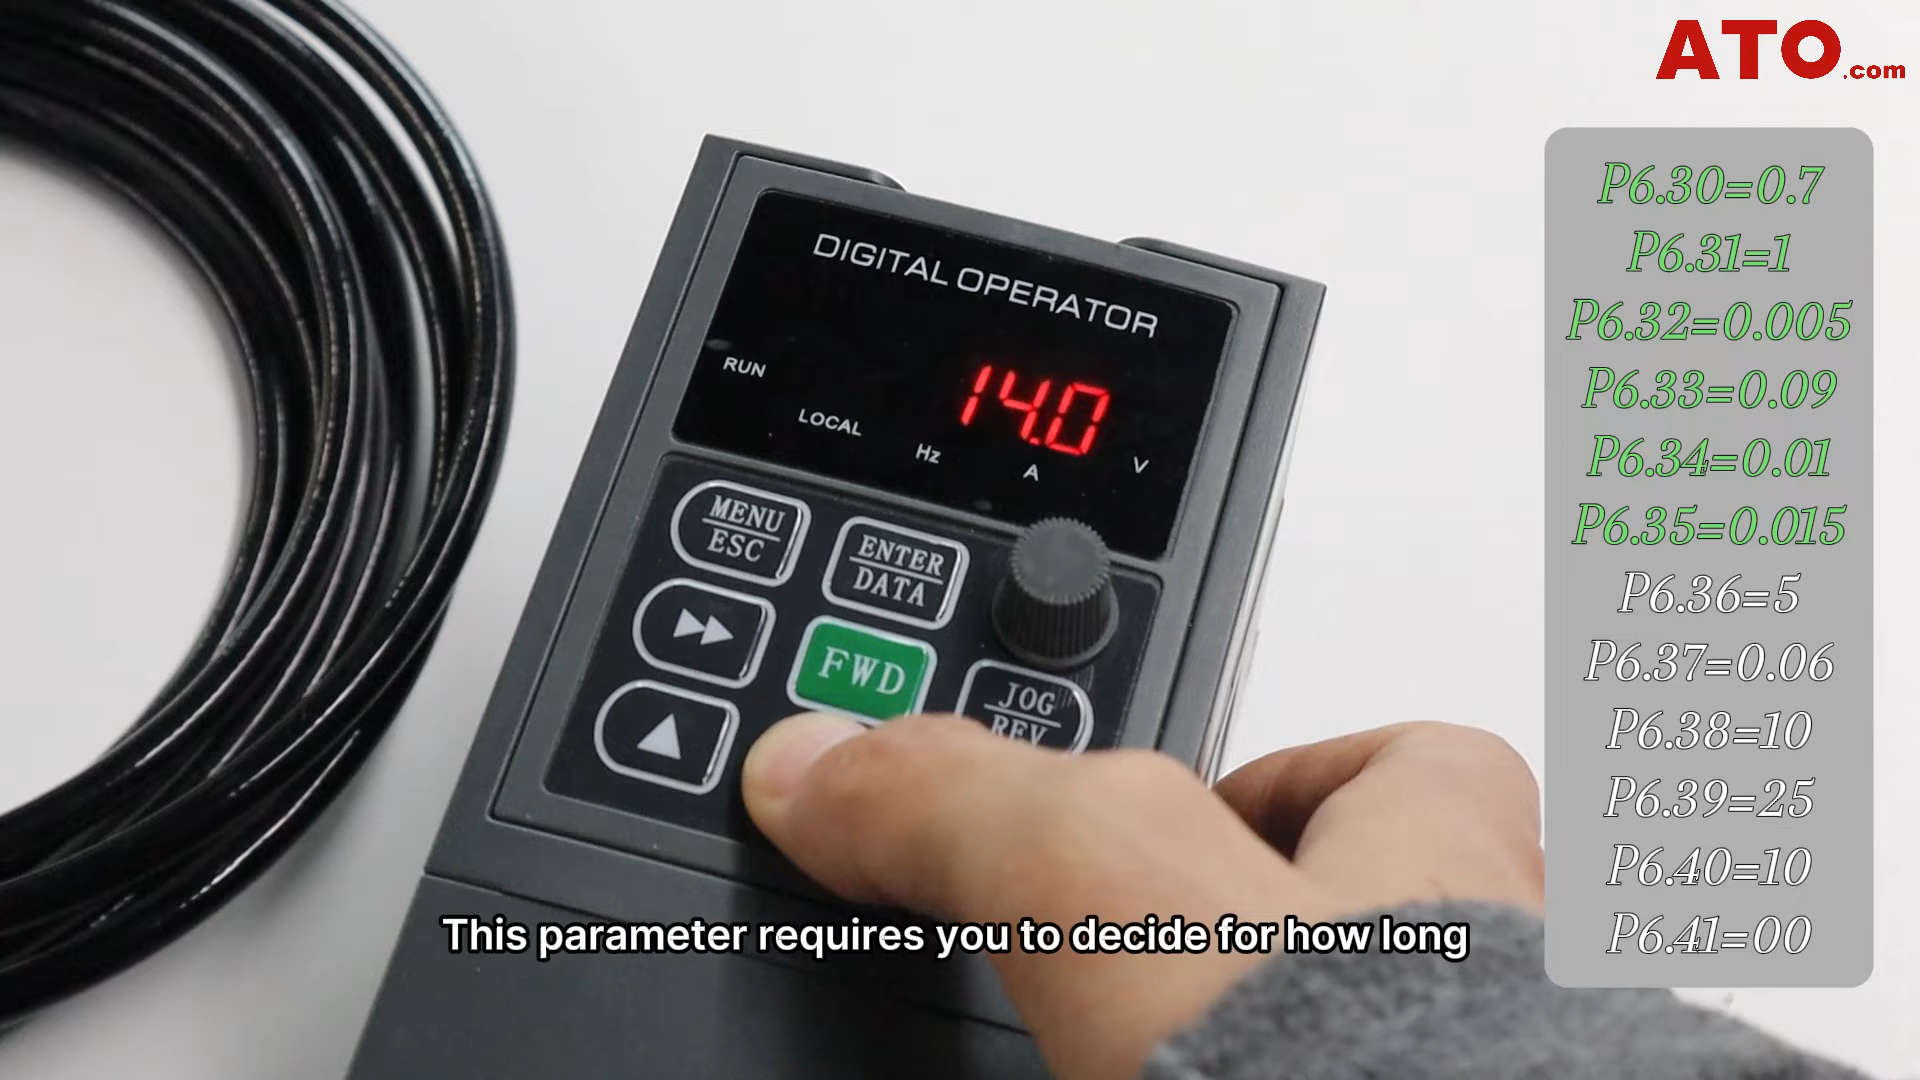 ATO.com
DIGITAL OPERATOR
RUN
14.0
LOCAL
Hz
A
V
MENU
ESC
ENTER
DATA
FWD
JOG
REV
P6.30=0.7
P6.31=1
P6.32=0.005
P6.33=0.09
P6.34=0.01
P6.35=0.015
P6.36=5
P6.37=0.06
P6.38=10
P6.39=25
P6.40=10
P6.41=00
This parameter requires you to decide for how long